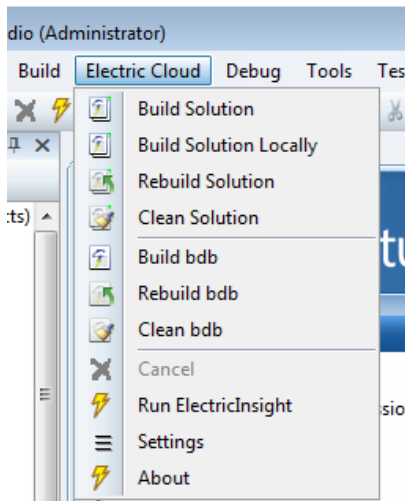 dio (Administrator)
Build Electric Cloud Debug Tools Tes
Build Solution
Build Solution Locally
Rebuild Solution
cts)
Clean Solution
Build bdb
tu
Rebuild bdb
Clean bdb
Cancel
Run ElectricInsight
ssio
Settings
About